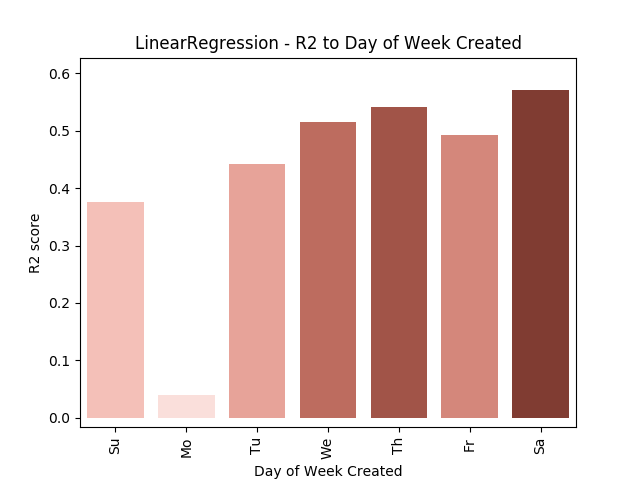 LinearRegression - R2 to Day of Week Created
0.6
0.5
0.4
0.3
0.2
0.1
0.0
R2 score
Su
Mo
Tu
We
Th
Fr
Sa
Day of Week Created